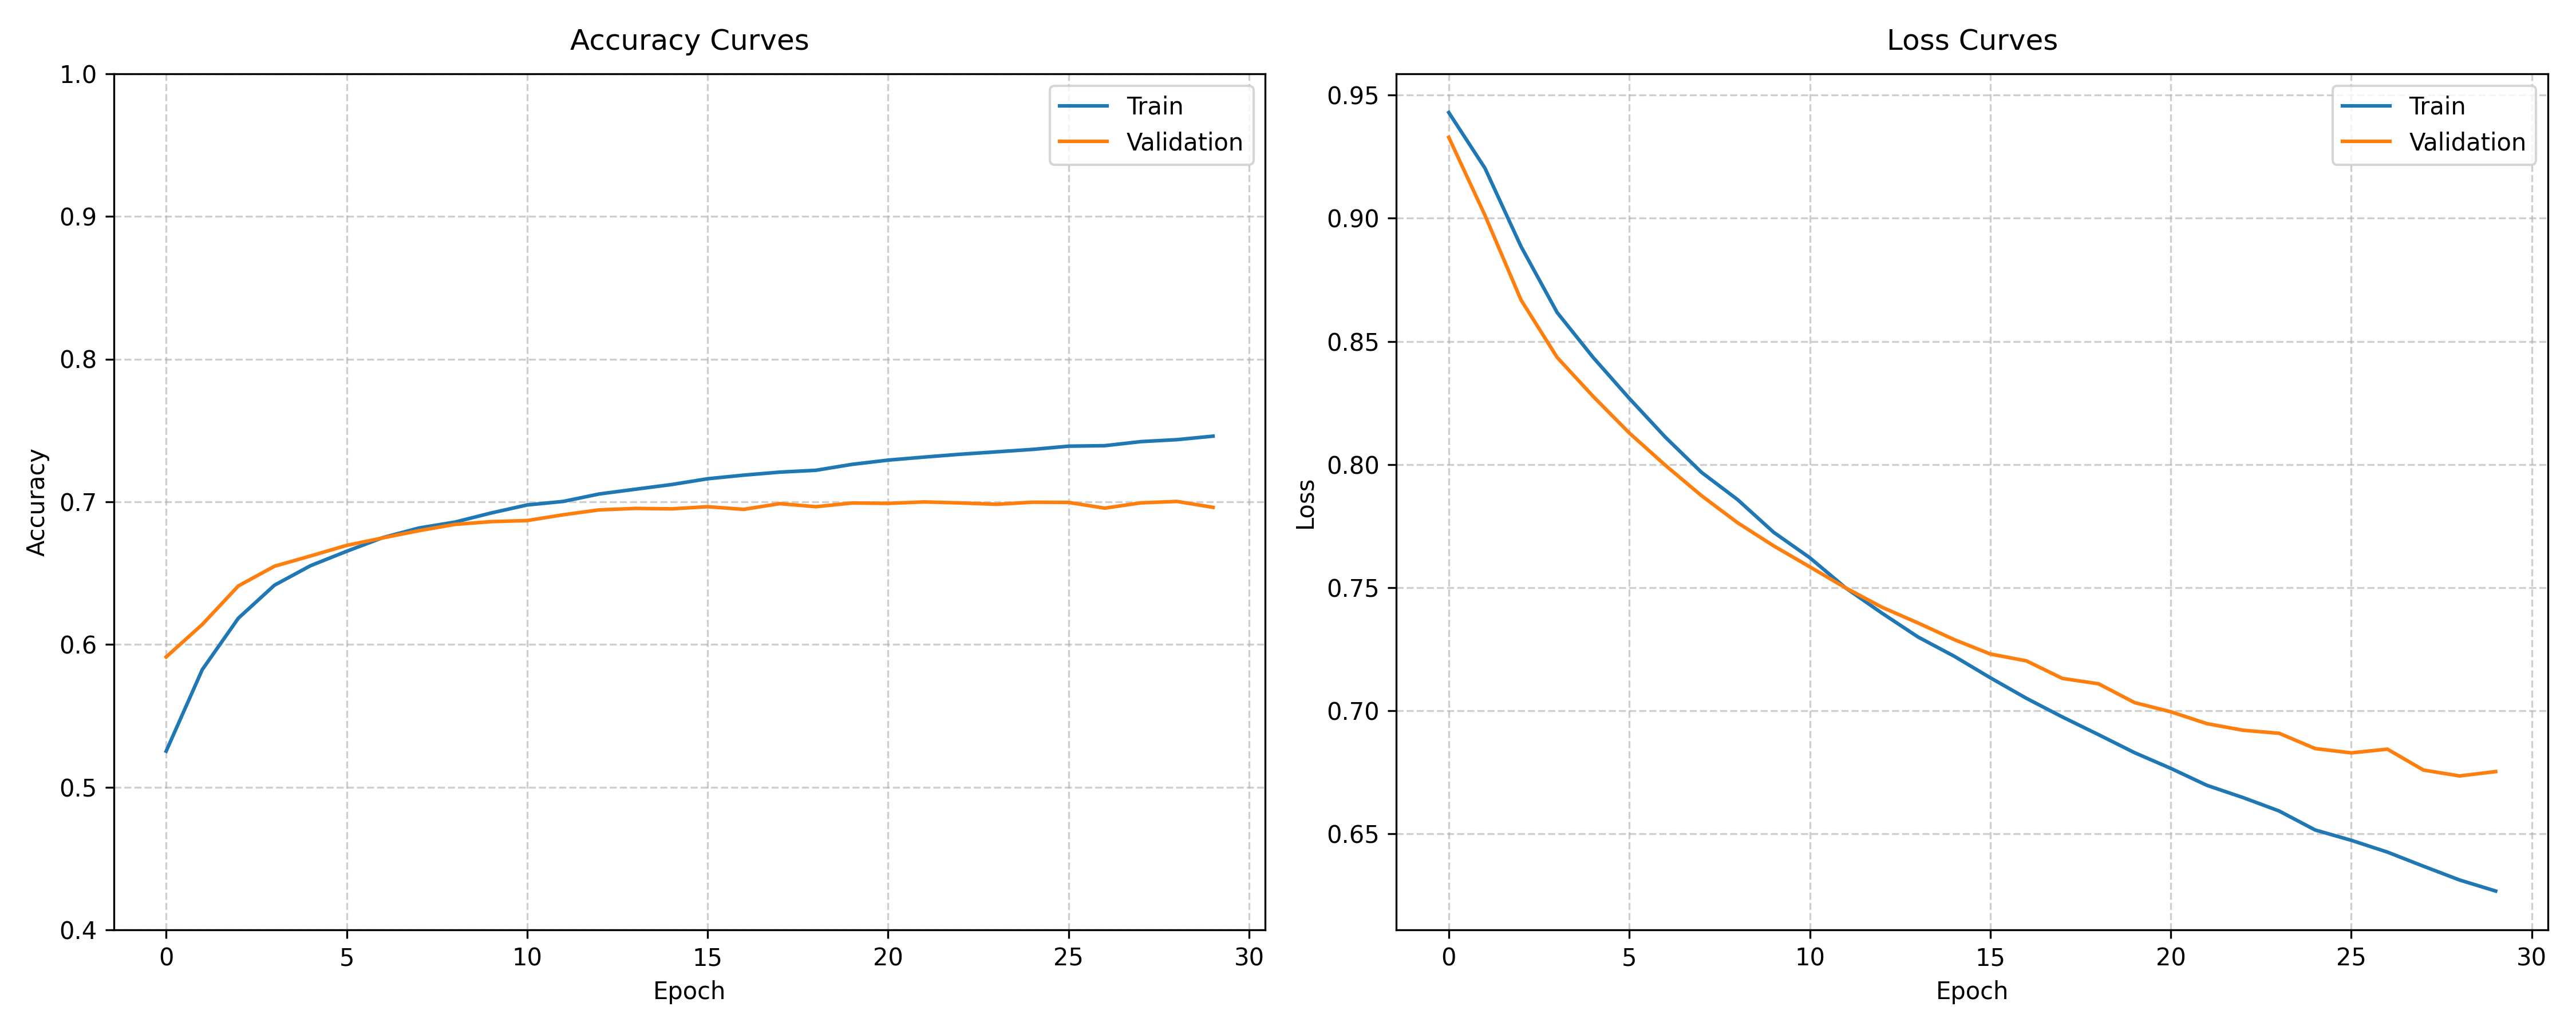 Accuracy Curves
1.0
0.9
0.8
0.7
0.6
0.5
0.4
Accuracy
0 5 10 15 20 25 30
Epoch
Train
Validation
Loss Curves
0.95
0.90
0.85
0.80
0.75
0.70
0.65
Loss
0 5 10 15 20 25 30
Epoch
Train
Validation